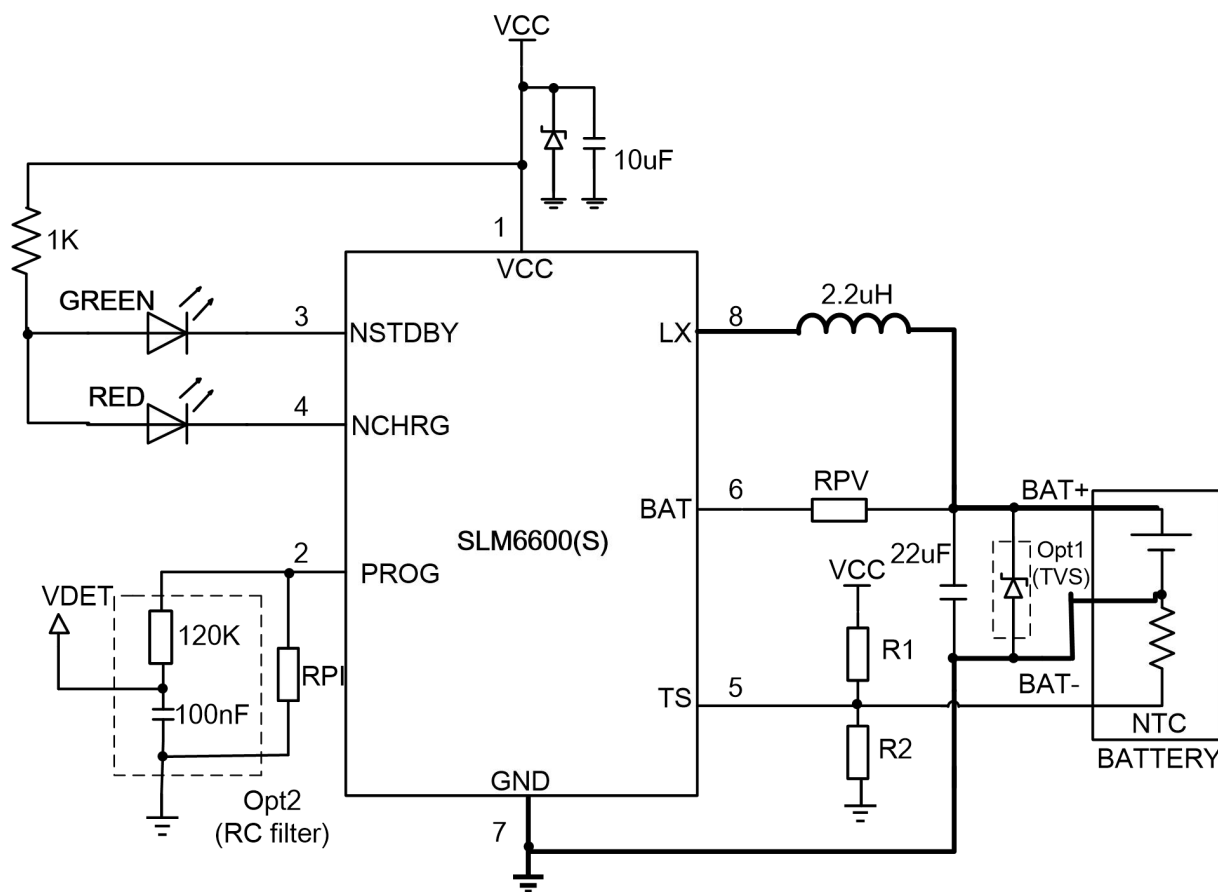 VCC
10uF
1
1K
VCC
GREEN
3
NSTDBY
LX
8
2.2uH
RED
4
NCHRG
BAT
6
RPV
BAT+
SLM6600(S)
2
PROG
VCC
22uF
Opt1
(TVS)
VDET
120K
RPI
R1
100nF
TS
5
BAT-
R2
NTC
BATTERY
GND
7
Opt2
(RC filter)